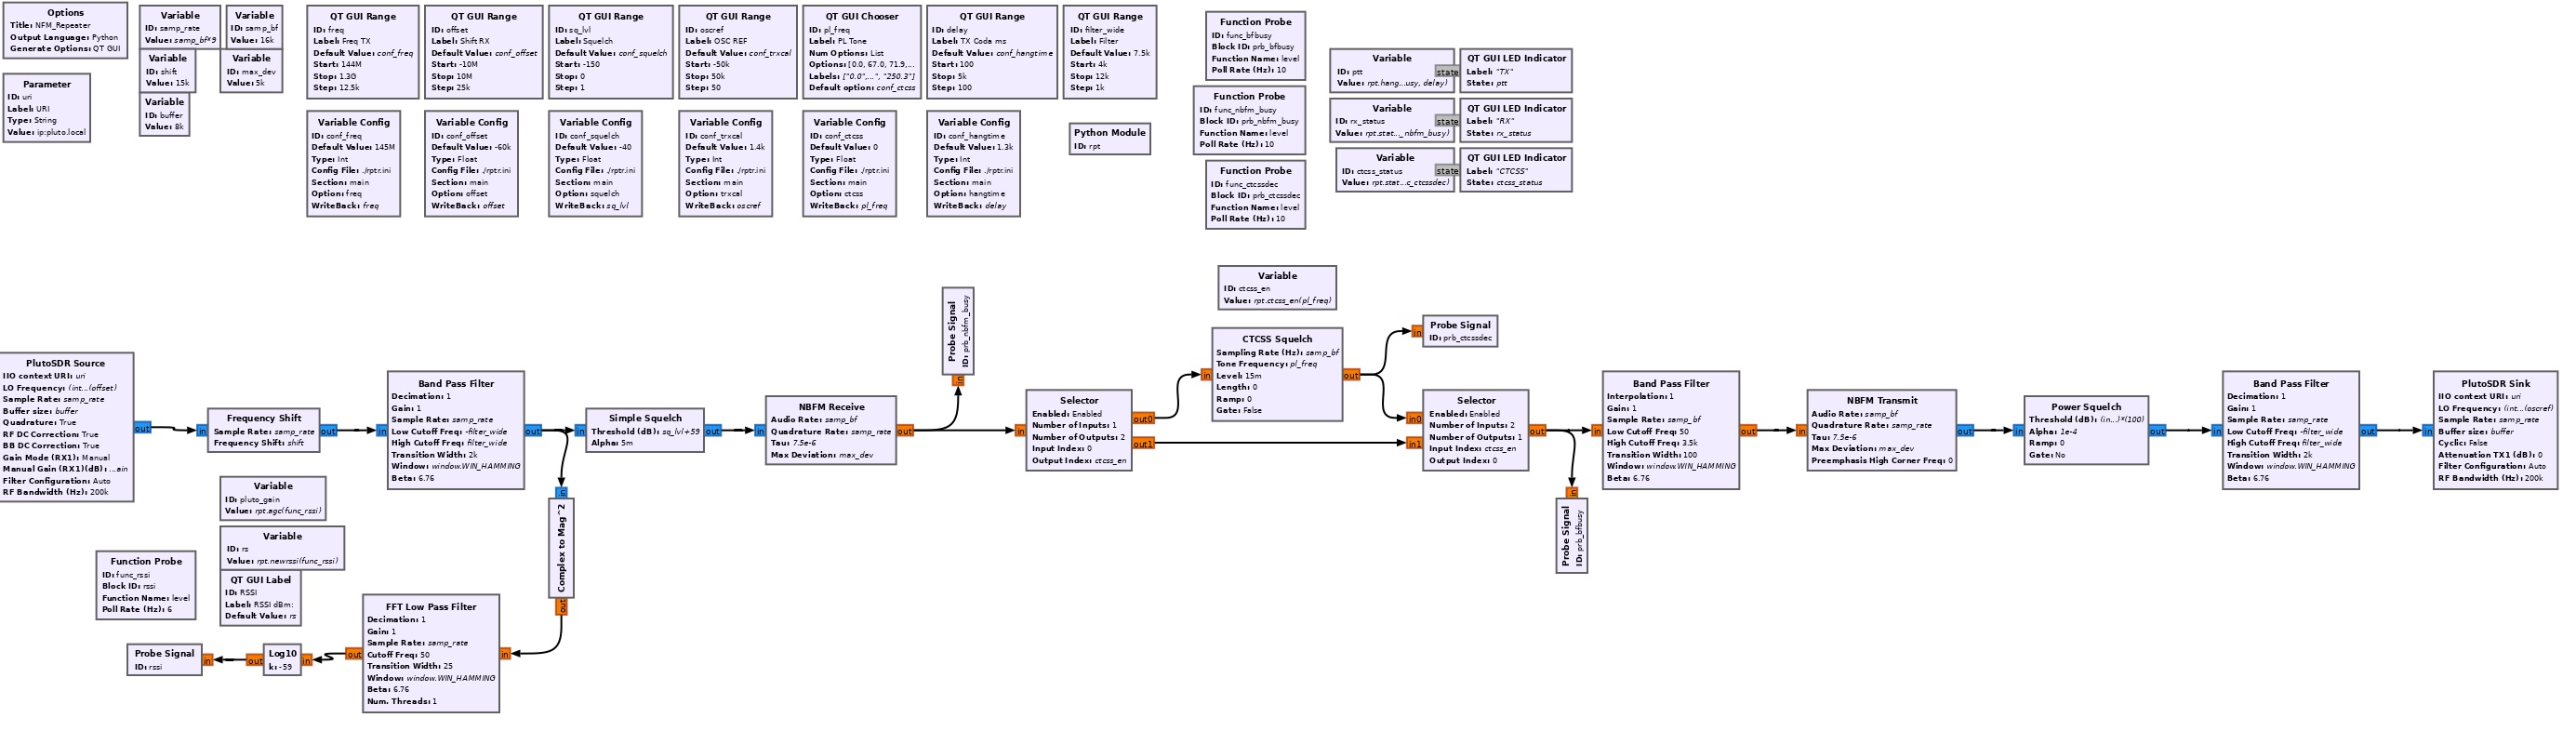 Options
Title: NFM_Repeater
Output Language: Python
Generate Options: QT GUI
Parameter
ID: uri
Label: URI
Type: String
Value: ip:pluto.local
Variable
ID: samp_rate
Value: samp_bf*9
Variable
ID: samp_bf
Value: 16k
Variable
ID: shift
Value: 15k
Variable
ID: max_dev
Value: 5k
Variable
ID: buffer
Value: 8k
QT GUI Range
ID: freq
Label: Freq TX
Default Value: conf_freq
Start: 144M
Stop: 1.3G
Step: 12.5k
QT GUI Range
ID: offset
Label: Shift RX
Default Value: conf_offset
Start: -10M
Stop: 10M
Step: 25k
QT GUI Range
ID: sq_lvl
Label: Squelch
Default Value: conf_squelch
Start: -150
Stop: 0
Step: 1
QT GUI Range
ID: oscref
Label: OSC REF
Default Value: conf_trxcal
Start: -50k
Stop: 50k
Step: 50
QT GUI Chooser
ID: pl_freq
Label: PL Tone
Num Options: List
Options: [0.0, 67.0, 71.9,...
Labels: ["0.0",...", "250.3"]
Default option: conf_ctcss
QT GUI Range
ID: delay
Label: TX Coda ms
Default Value: conf_hangtime
Start: 100
Stop: 5k
Step: 100
QT GUI Range
ID: filter_wide
Label: Filter
Default Value: 7.5k
Start: 4k
Stop: 12k
Step: 1k
Variable Config
ID: conf_freq
Default Value: 145M
Type: Int
Config File: ./rptr.ini
Section: main
Option: freq
WriteBack: freq
Variable Config
ID: conf_offset
Default Value: -60k
Type: Float
Config File: ./rptr.ini
Section: main
Option: offset
WriteBack: offset
Variable Config
ID: conf_squelch
Default Value: -40
Type: Float
Config File: ./rptr.ini
Section: main
Option: squelch
WriteBack: sq_lvl
Variable Config
ID: conf_trxcal
Default Value: 1.4k
Type: Int
Config File: ./rptr.ini
Section: main
Option: trxcal
WriteBack: oscref
Variable Config
ID: conf_ctcss
Default Value: 0
Type: Float
Config File: ./rptr.ini
Section: main
Option: ctcss
WriteBack: pl_freq
Variable Config
ID: conf_hangtime
Default Value: 1.3k
Type: Int
Config File: ./rptr.ini
Section: main
Option: hangtime
WriteBack: delay
Python Module
ID: rpt
Function Probe
ID: func_bfbusy
Block ID: prb_bfbusy
Function Name: level
Poll Rate (Hz): 10
Function Probe
ID: func_nbfm_busy
Block ID: prb_nbfm_busy
Function Name: level
Poll Rate (Hz): 10
Function Probe
ID: func_ctcssdec
Block ID: prb_ctcssdec
Function Name: level
Poll Rate (Hz): 10
Variable
ID: ptt
Value: rpt.hang...usy, delay)
state
QT GUI LED Indicator
Label: "TX"
State: ptt
Variable
ID: rx_status
Value: rpt.stat..._nbfm_busy)
state
QT GUI LED Indicator
Label: "RX"
State: rx_status
Variable
ID: ctcss_status
Value: rpt.stat...c_ctcssdec)
state
QT GUI LED Indicator
Label: "CTCSS"
State: ctcss_status
Variable
ID: ctcss_en
Value: rpt.ctcss_en(pl_freq)
PlutoSDR Source
IIO context URI: uri
LO Frequency: (int...(offset)
Sample Rate: samp_rate
Buffer size: buffer
Quadrature: True
RF DC Correction: True
BB DC Correction: True
Gain Mode (RX1): Manual
Manual Gain (RX1)(dB): ...ain
Filter Configuration: Auto
RF Bandwidth (Hz): 200k
out
in
Frequency Shift
Sample Rate: samp_rate
Frequency Shift: shift
out
in
Band Pass Filter
Decimation: 1
Gain: 1
Sample Rate: samp_rate
Low Cutoff Freq: -filter_wide
High Cutoff Freq: filter_wide
Transition Width: 2k
Window: window.WIN_HAMMING
Beta: 6.76
out
in
Simple Squelch
Threshold (dB): sq_lvl+59
Alpha: 5m
out
in
NBFM Receive
Audio Rate: samp_bf
Quadrature Rate: samp_rate
Tau: 7.5e-6
Max Deviation: max_dev
out
Probe Signal
ID: prb_nbfm_busy
in
in
Selector
Enabled: Enabled
Number of Inputs: 1
Number of Outputs: 2
Input Index: 0
Output Index: ctcss_en
out0
out1
in
CTCSS Squelch
Sampling Rate (Hz): samp_bf
Tone Frequency: pl_freq
Level: 15m
Length: 0
Ramp: 0
Gate: False
out
in
Probe Signal
ID: prb_ctcssdec
in0
in1
Selector
Enabled: Enabled
Number of Inputs: 2
Number of Outputs: 1
Input Index: ctcss_en
Output Index: 0
out
in
Probe Signal
ID: prb_bfbusy
in
Band Pass Filter
Interpolation: 1
Gain: 1
Sample Rate: samp_bf
Low Cutoff Freq: 50
High Cutoff Freq: 3.5k
Transition Width: 100
Window: window.WIN_HAMMING
Beta: 6.76
out
in
NBFM Transmit
Audio Rate: samp_bf
Quadrature Rate: samp_rate
Tau: 7.5e-6
Max Deviation: max_dev
Preemphasis High Corner Freq: 0
out
in
Power Squelch
Threshold (dB): (in...)*(100)
Alpha: 1e-4
Ramp: 0
Gate: No
out
in
Band Pass Filter
Decimation: 1
Gain: 1
Sample Rate: samp_rate
Low Cutoff Freq: -filter_wide
High Cutoff Freq: filter_wide
Transition Width: 2k
Window: window.WIN_HAMMING
Beta: 6.76
out
in
PlutoSDR Sink
IIO context URI: uri
LO Frequency: (int...(oscref)
Sample Rate: samp_rate
Buffer size: buffer
Cyclic: False
Attenuation TX1 (dB): 0
Filter Configuration: Auto
RF Bandwidth (Hz): 200k
Variable
ID: pluto_gain
Value: rpt.agc(func_rssi)
Variable
ID: rs
Value: rpt.newrssi(func_rssi)
QT GUI Label
ID: RSSI
Label: RSSI dBm:
Default Value: rs
Function Probe
ID: func_rssi
Block ID: rssi
Function Name: level
Poll Rate (Hz): 6
in
Complex to Mag^2
out
in
FFT Low Pass Filter
Decimation: 1
Gain: 1
Sample Rate: samp_rate
Cutoff Freq: 50
Transition Width: 25
Window: window.WIN_HAMMING
Beta: 6.76
Num. Threads: 1
out
in
Log10
k: -59
out
in
Probe Signal
ID: rssi